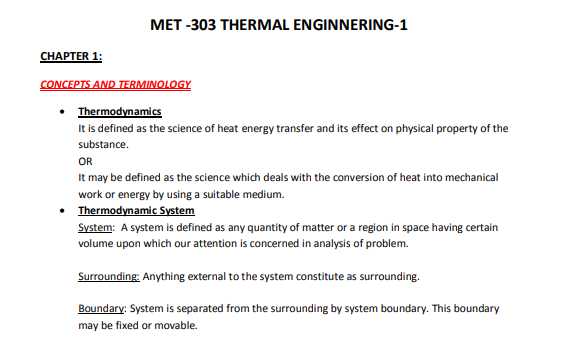 MET -303 THERMAL ENGINNERING-1
CHAPTER 1:
CONCEPTS AND TERMINOLOGY
• Thermodynamics
It is defined as the science of heat energy transfer and its effect on physical property of the
substance.
OR
It may be defined as the science which deals with the conversion of heat into mechanical
work or energy by using a suitable medium.
• Thermodynamic System
System: A system is defined as any quantity of matter or a region in space having certain
volume upon which our attention is concerned in analysis of problem.
Surrounding: Anything external to the system constitute as surrounding.
Boundary: System is separated from the surrounding by system boundary. This boundary
may be fixed or movable.